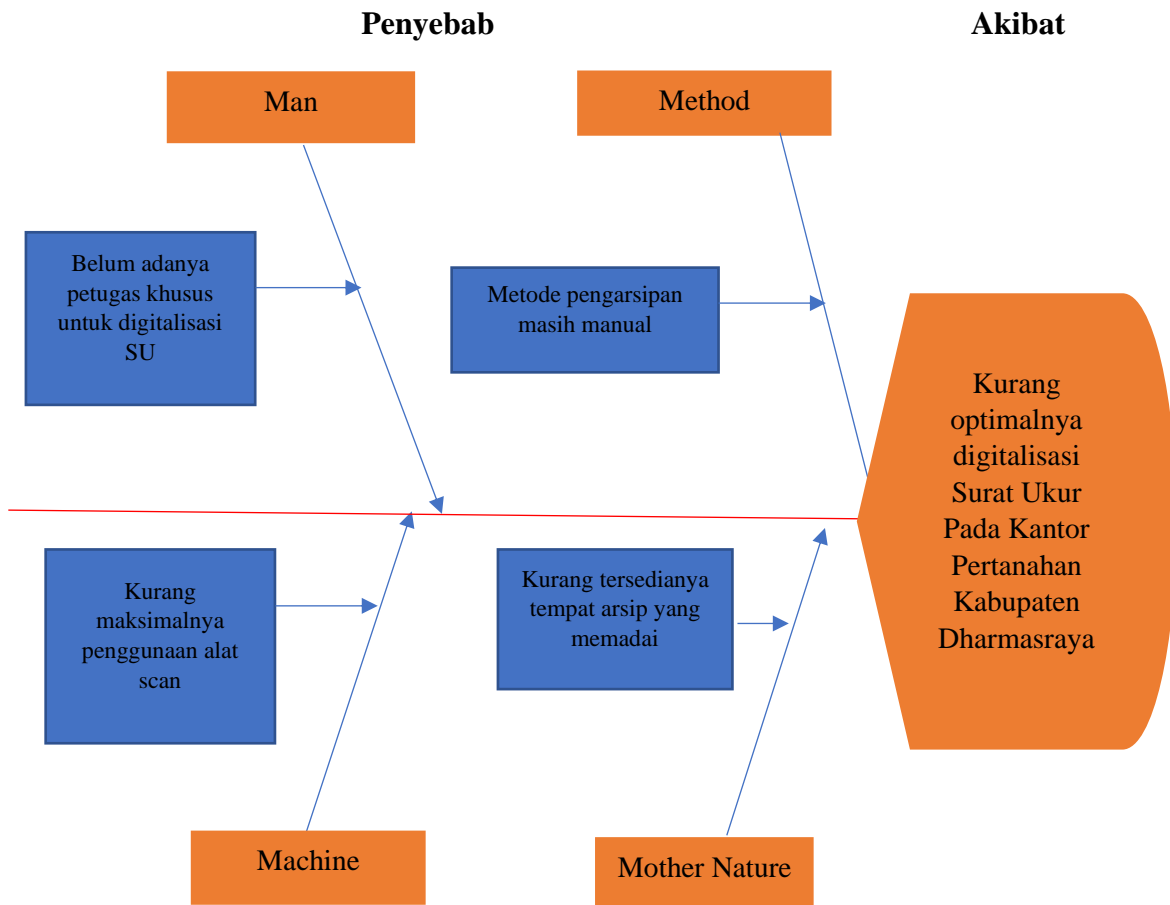 Penyebab
Akibat
Man
Method
Belum adanya
petugas khusus
untuk digitalisasi
SU
Metode pengarsipan
masih manual
Kurang
optimalnya
digitalisasi
Surat Ukur
Pada Kantor
Pertanahan
Kabupaten
Dharmasraya
Kurang
maksimalnya
penggunaan alat
scan
Kurang tersedianya
tempat arsip yang
memadai
Machine
Mother Nature